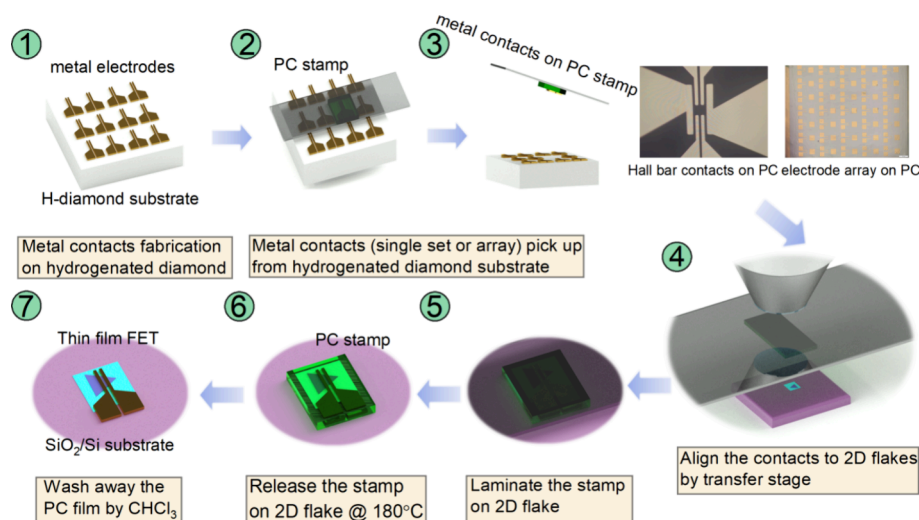 1
metal electrodes
H-diamond substrate
Metal contacts fabrication
on hydrogenated diamond
2
PC stamp
3
metal contacts on PC stamp
Metal contacts (single set or array) pick up
from hydrogenated diamond substrate
Hall bar contacts on PC
electrode array on PC
4
Align the contacts to 2D flakes
by transfer stage
5
Laminate the stamp
on 2D flake
6
PC stamp
Release the stamp
on 2D flake @ 180°C
7
Thin film FET
SiO₂/Si substrate
Wash away the
PC film by CHCl₃